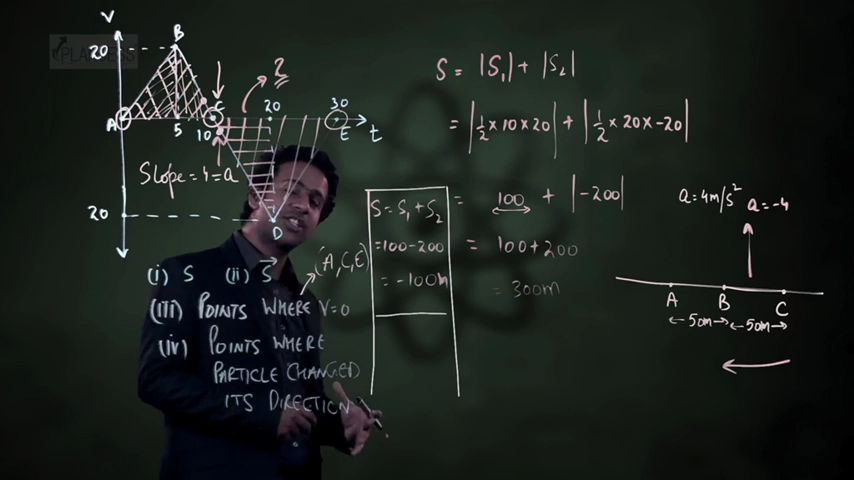 V
B
20
C
2
20
30
A
5
10
E
t
Slope = 4 = a
20
D
(i) S (ii) S⃗
(A, C, E)
(iii) POINTS WHERE V=0
(iv) POINTS WHERE
PARTICLE CHANGED
ITS DIRECTION
S = |S₁| + |S₂|
= |½ × 10 × 20| + |½ × 20 × -20|
= 100 + |-200|
= 100 + 200
= 300m
S = S₁ + S₂
= 100 - 200
= -100m
a = 4m/s² a = -4
A B C
50m 50m